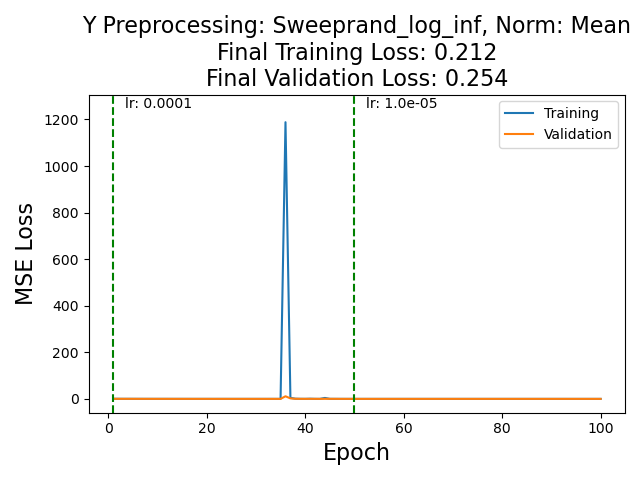 Y Preprocessing: Sweeprand_log_inf, Norm: Mean
Final Training Loss: 0.212
Final Validation Loss: 0.254
lr: 0.0001
lr: 1.0e-05
Training
Validation
1200
1000
800
600
400
200
0
MSE Loss
0
20
40
60
80
100
Epoch